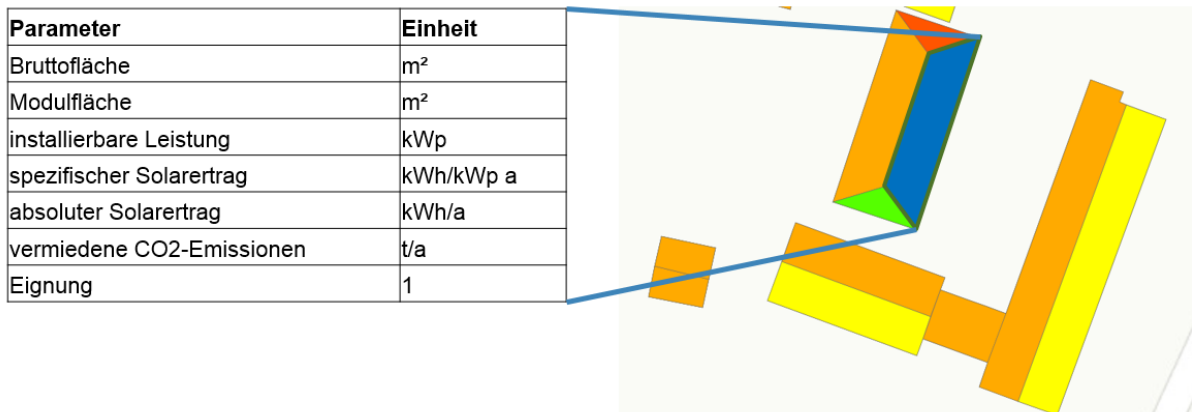 Parameter Einheit
Bruttofläche m²
Modulfläche m²
installierbare Leistung kWp
spezifischer Solarertrag kWh/kWp a
absoluter Solarertrag kWh/a
vermiedene CO2-Emissionen t/a
Eignung 1